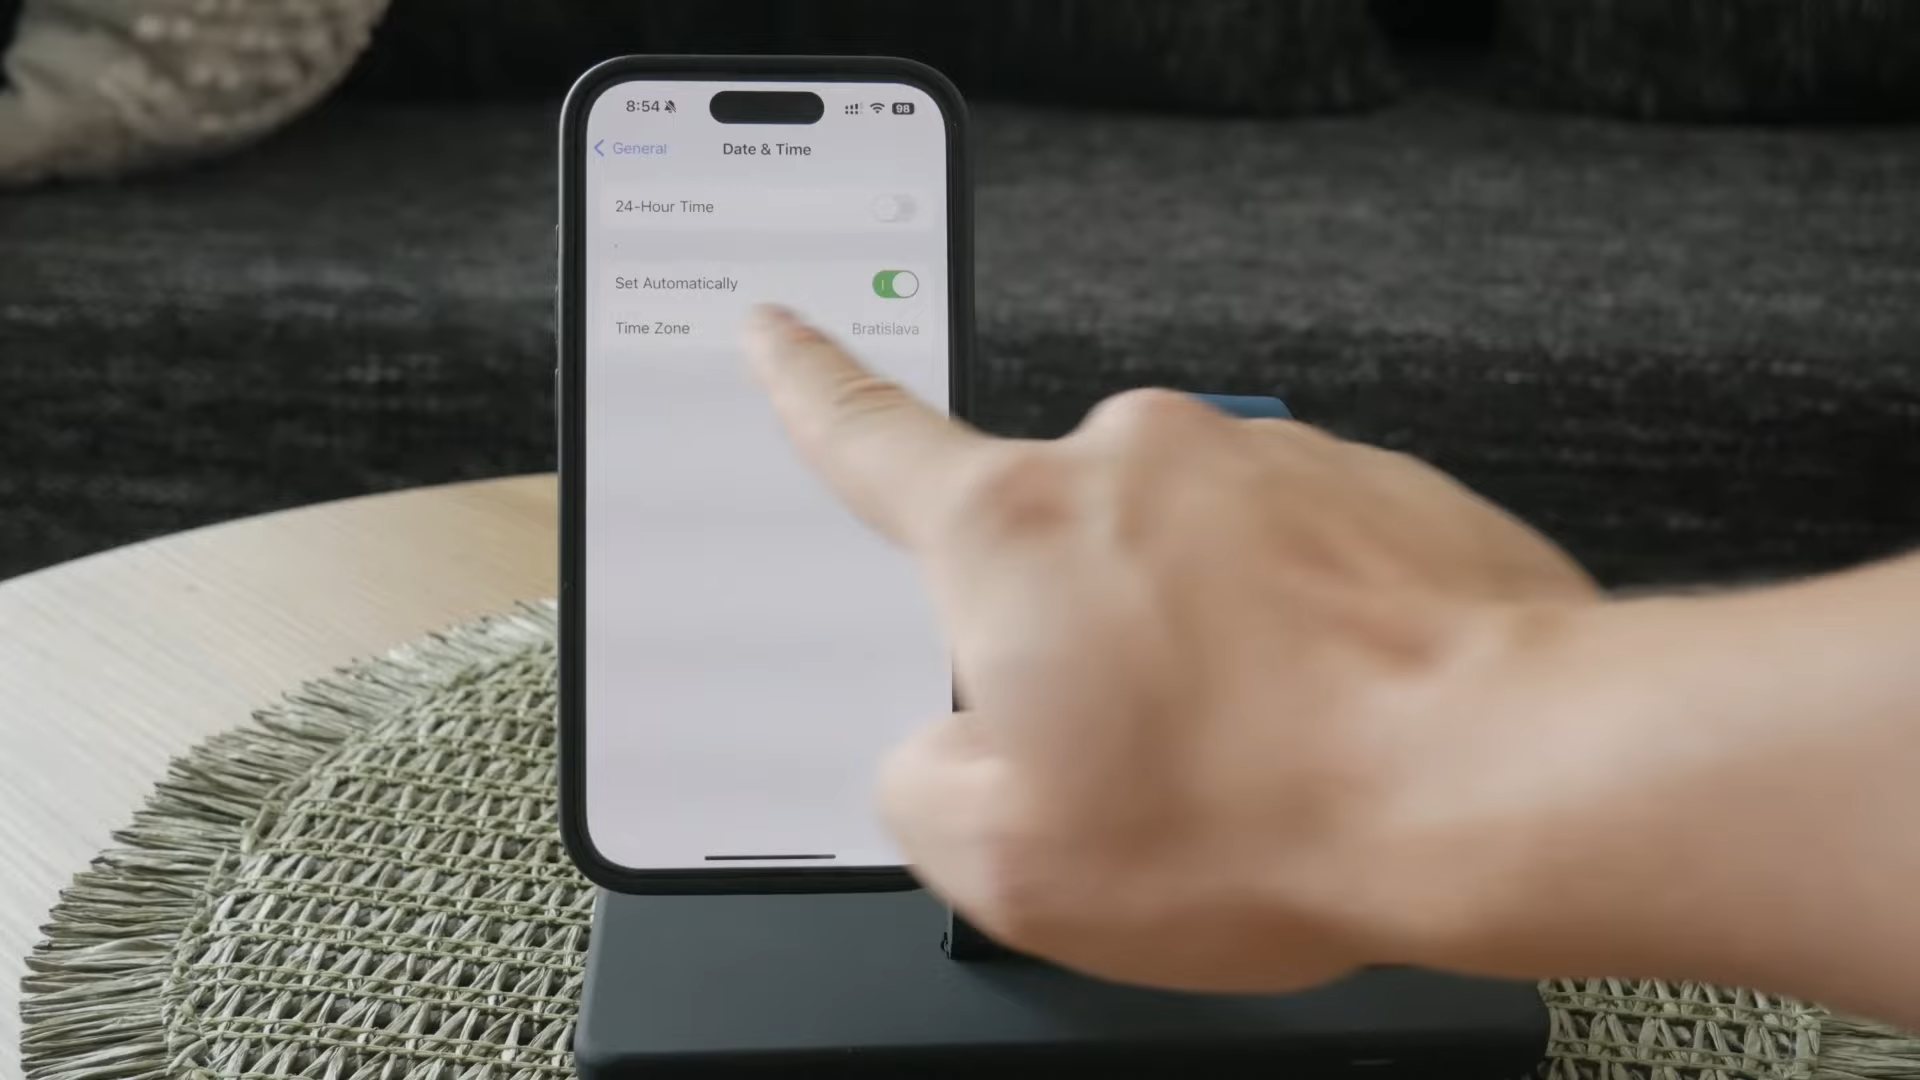 8:54 98
General Date & Time
24-Hour Time
Set Automatically
Time Zone Bratislava